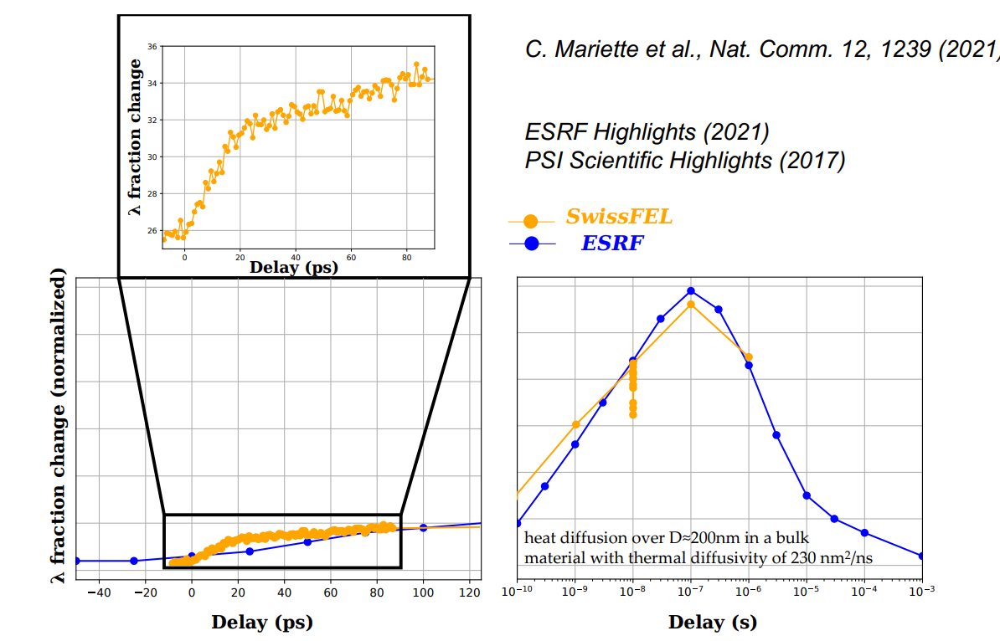 C. Mariette et al., Nat. Comm. 12, 1239 (2021)
ESRF Highlights (2021)
PSI Scientific Highlights (2017)
SwissFEL
ESRF
λ fraction change
36
34
32
30
28
26
0 20 40 60 80
Delay (ps)
λ fraction change (normalized)
−40 −20 0 20 40 60 80 100 120
Delay (ps)
heat diffusion over D≈200nm in a bulk
material with thermal diffusivity of 230 nm²/ns
10⁻¹⁰ 10⁻⁹ 10⁻⁸ 10⁻⁷ 10⁻⁶ 10⁻⁵ 10⁻⁴ 10⁻³
Delay (s)